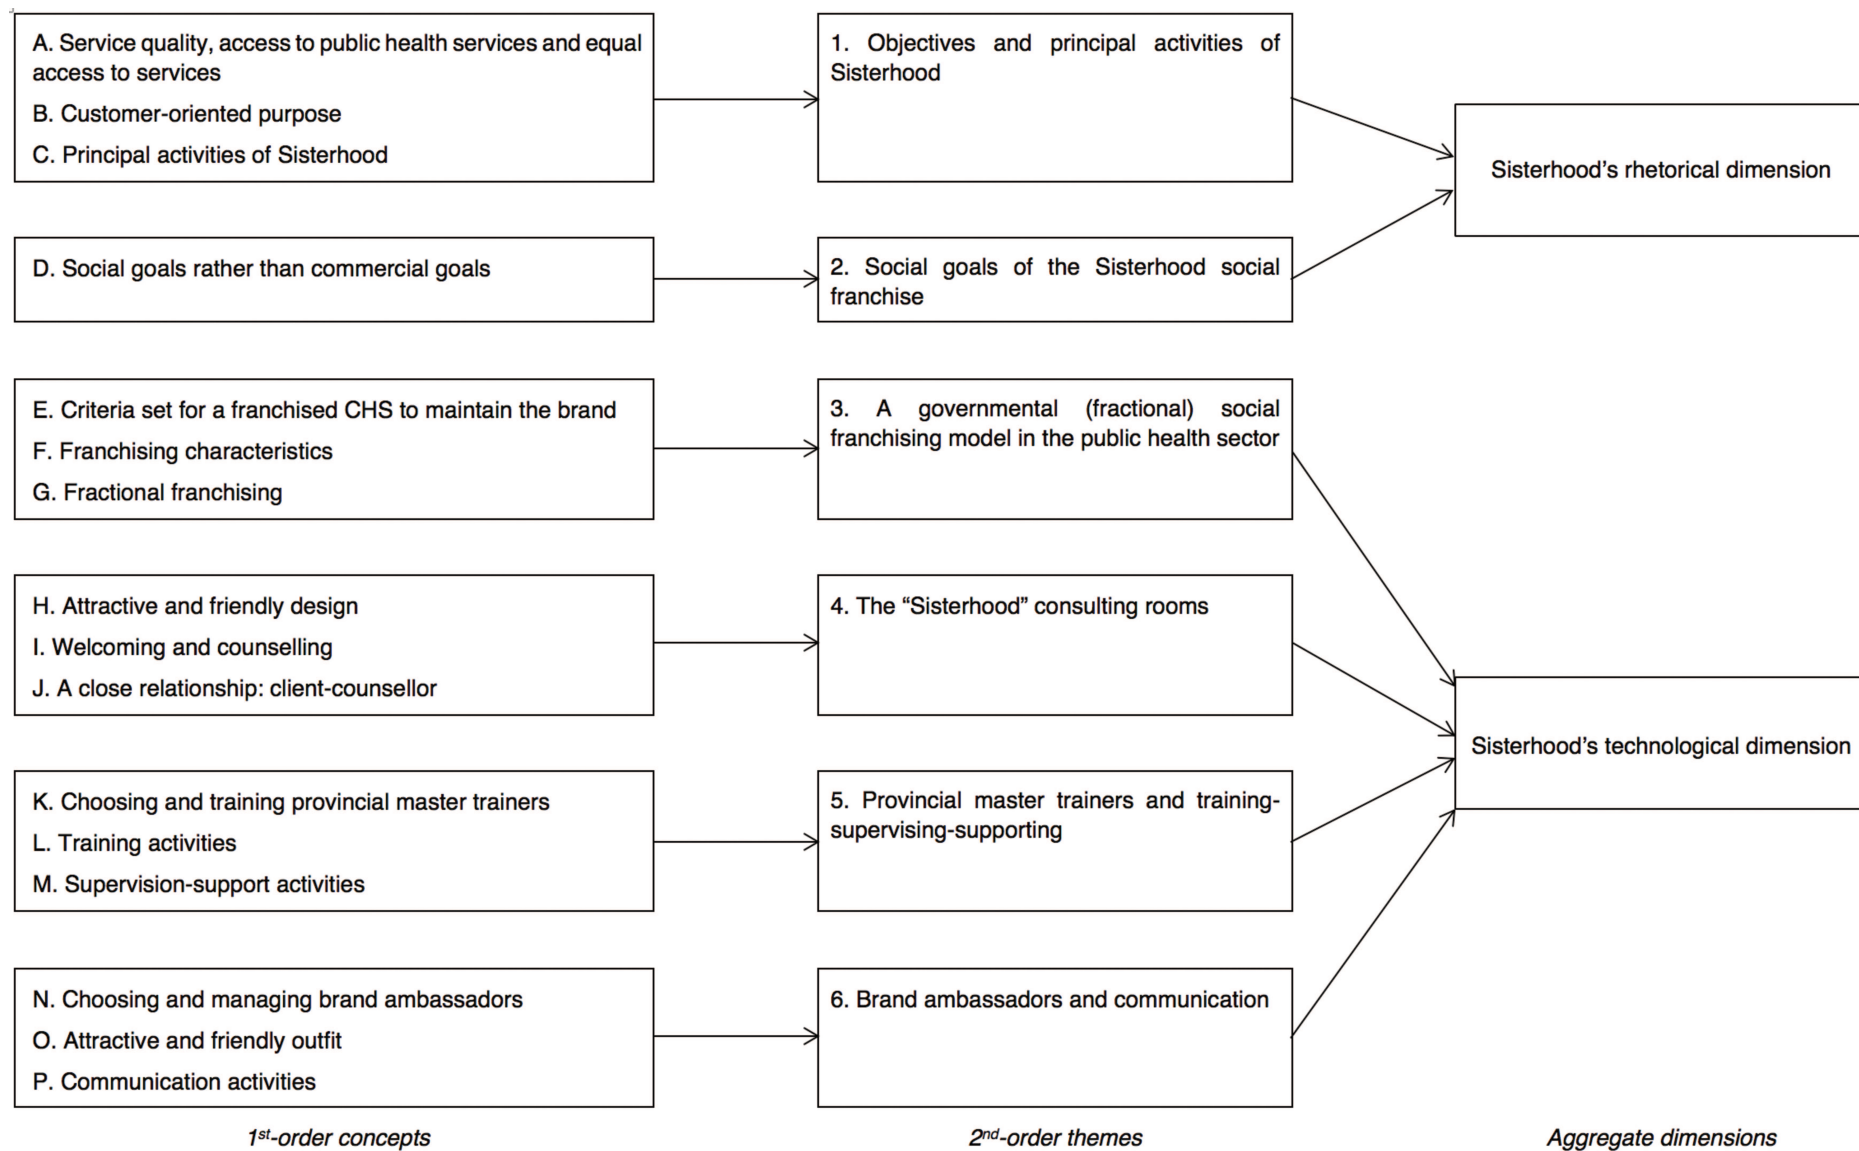 A. Service quality, access to public health services and equal
access to services
B. Customer-oriented purpose
C. Principal activities of Sisterhood
1. Objectives and principal activities of
Sisterhood
Sisterhood’s rhetorical dimension
D. Social goals rather than commercial goals
2. Social goals of the Sisterhood social
franchise
E. Criteria set for a franchised CHS to maintain the brand
F. Franchising characteristics
G. Fractional franchising
3. A governmental (fractional) social
franchising model in the public health sector
H. Attractive and friendly design
I. Welcoming and counselling
J. A close relationship: client-counsellor
4. The “Sisterhood” consulting rooms
Sisterhood’s technological dimension
K. Choosing and training provincial master trainers
L. Training activities
M. Supervision-support activities
5. Provincial master trainers and training-
supervising-supporting
N. Choosing and managing brand ambassadors
O. Attractive and friendly outfit
P. Communication activities
6. Brand ambassadors and communication
1st-order concepts
2nd-order themes
Aggregate dimensions